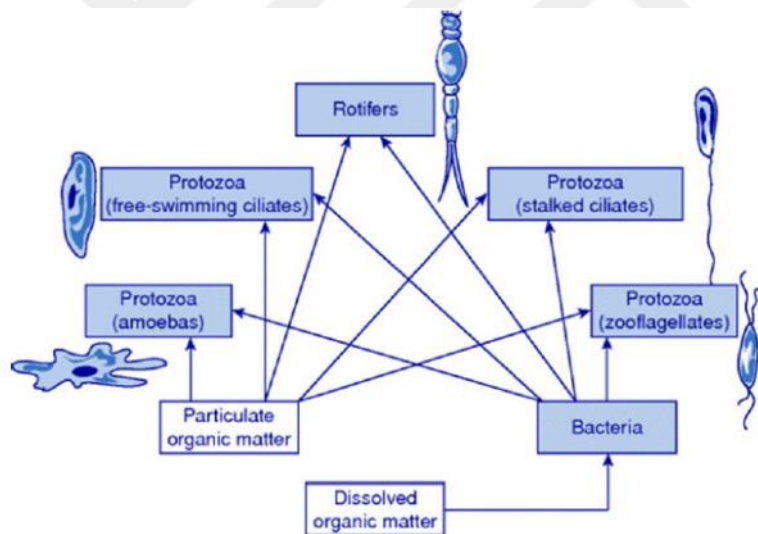 Rotifers
Protozoa
(free-swimming ciliates)
Protozoa
(stalked ciliates)
Protozoa
(amoebas)
Protozoa
(zooflagellates)
Particulate
organic matter
Bacteria
Dissolved
organic matter